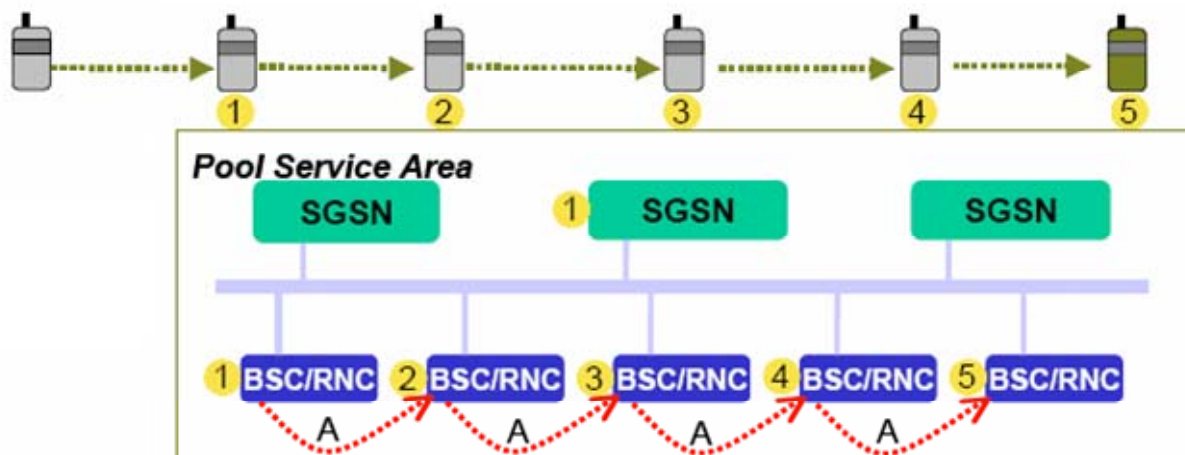 1 2 3 4 5
Pool Service Area
SGSN 1 SGSN SGSN
1 BSC/RNC 2 BSC/RNC 3 BSC/RNC 4 BSC/RNC 5 BSC/RNC
A A A A